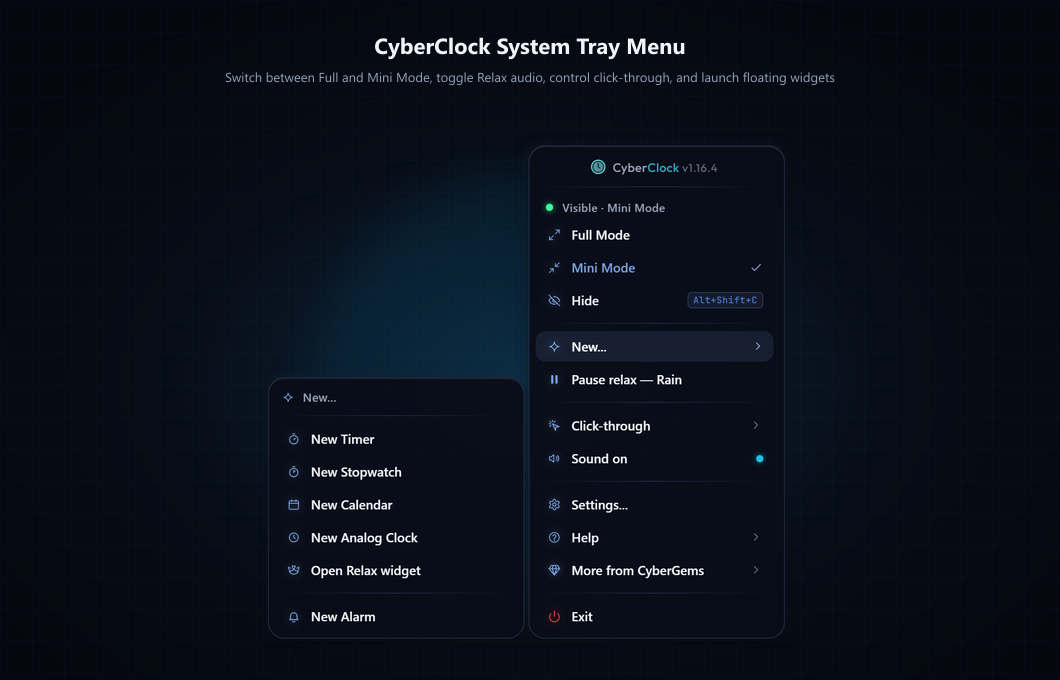 CyberClock System Tray Menu
Switch between Full and Mini Mode, toggle Relax audio, control click-through, and launch floating widgets
CyberClock v1.16.4
Visible · Mini Mode
Full Mode
Mini Mode
Hide Alt+Shift+C
New...
Pause relax — Rain
Click-through
Sound on
Settings...
Help
More from CyberGems
Exit
New...
New Timer
New Stopwatch
New Calendar
New Analog Clock
Open Relax widget
New Alarm